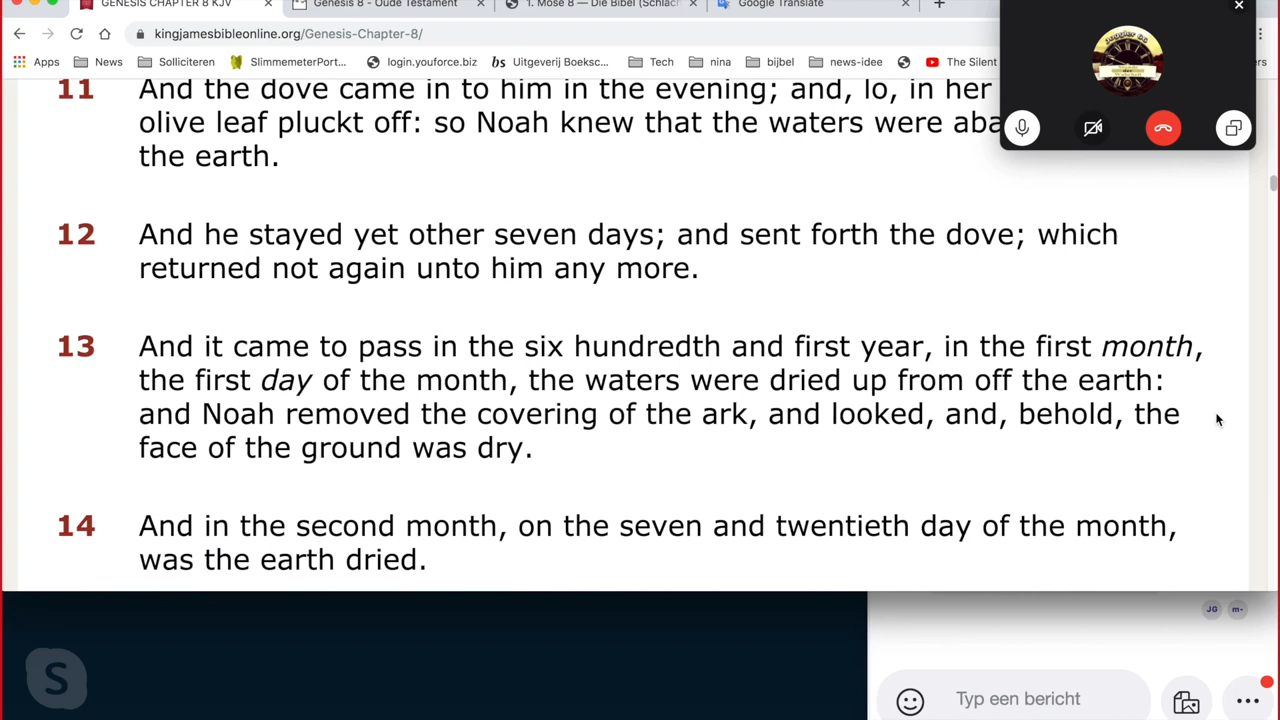 GENESIS CHAPTER 8 KJV
Genesis 8 - Oude Testament
1. Mose 8 — Die Bibel (Schlach
Google Translate
kingjamesbibleonline.org/Genesis-Chapter-8/
Apps
News
Solliciteren
SlimmemeterPort...
login.youforce.biz
bs
Uitgeverij Boeksc...
Tech
nina
bijbel
news-idee
The Silent
11 And the dove came in to him in the evening; and, lo, in her
olive leaf pluckt off: so Noah knew that the waters were aba
the earth.
12 And he stayed yet other seven days; and sent forth the dove; which
returned not again unto him any more.
13 And it came to pass in the six hundredth and first year, in the first month,
the first day of the month, the waters were dried up from off the earth:
and Noah removed the covering of the ark, and looked, and, behold, the
face of the ground was dry.
14 And in the second month, on the seven and twentieth day of the month,
was the earth dried.
JG
m-
S
Typ een bericht